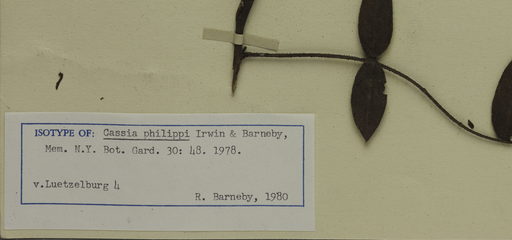 ISOTYPE OF: Cassia philippi Irwin & Barneby,
Mem. N.Y. Bot. Gard. 30: 48. 1978.
v.Luetzelburg 4
R. Barneby, 1980